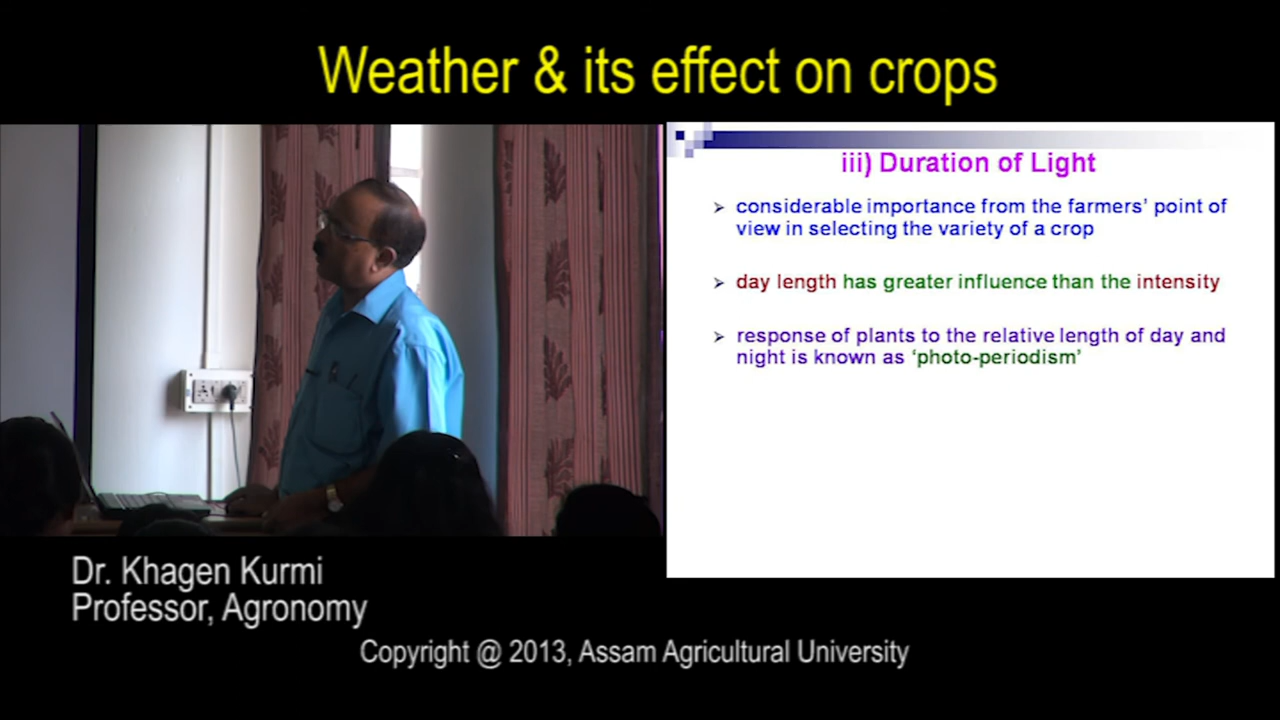 Weather & its effect on crops
iii) Duration of Light
considerable importance from the farmers' point of
view in selecting the variety of a crop
day length has greater influence than the intensity
response of plants to the relative length of day and
night is known as 'photo-periodism'
Dr. Khagen Kurmi
Professor, Agronomy
Copyright @ 2013, Assam Agricultural University